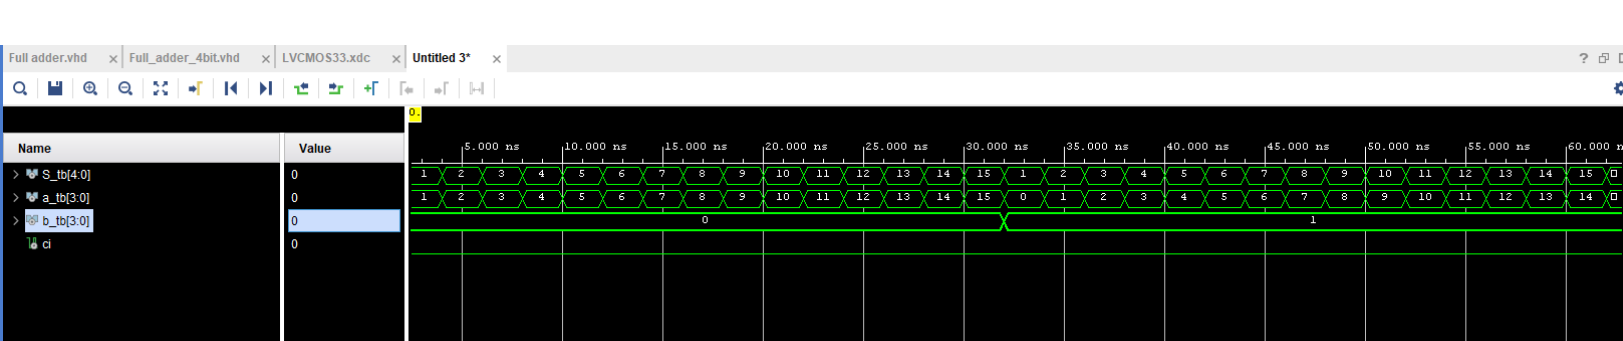 Full adder.vhd × Full_adder_4bit.vhd × LVCMOS33.xdc × Untitled 3* × ?
0.
Name Value 5.000 ns 10.000 ns 15.000 ns 20.000 ns 25.000 ns 30.000 ns 35.000 ns 40.000 ns 45.000 ns 50.000 ns 55.000 ns 60.000 n
S_tb[4:0] 0 1 2 3 4 5 6 7 8 9 10 11 12 13 14 15 1 2 3 4 5 6 7 8 9 10 11 12 13 14 15
a_tb[3:0] 0 1 2 3 4 5 6 7 8 9 10 11 12 13 14 15 0 1 2 3 4 5 6 7 8 9 10 11 12 13 14
b_tb[3:0] 0 0 1
ci 0